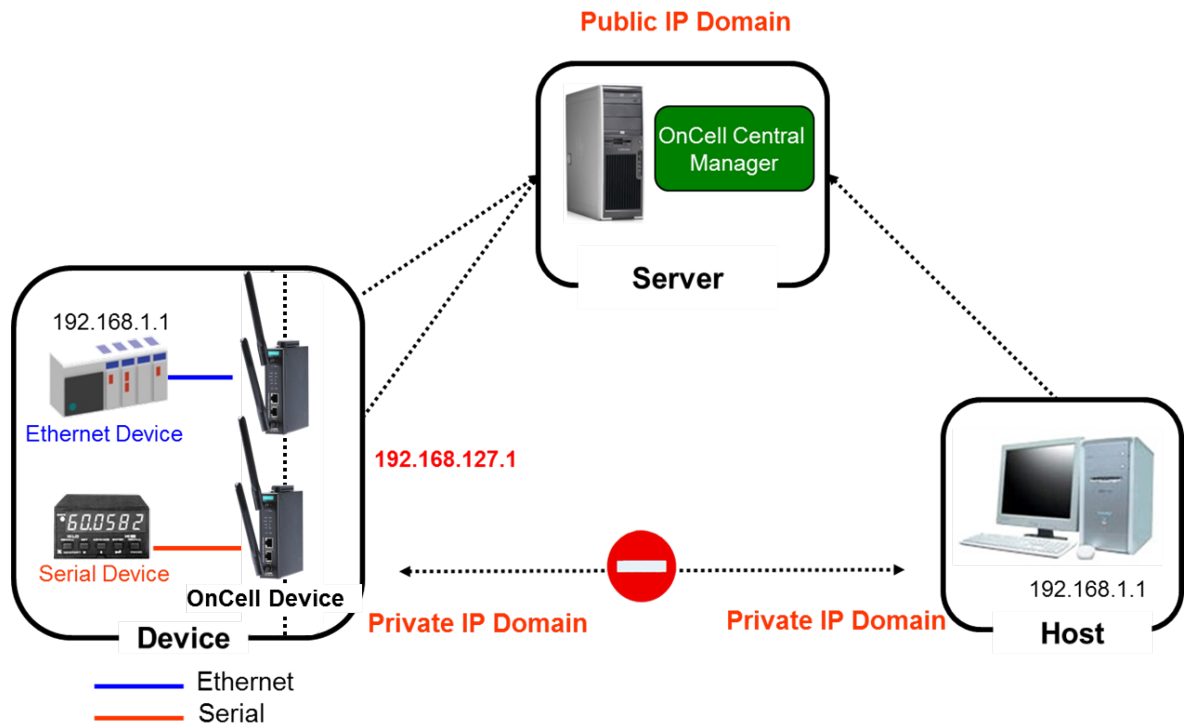 Public IP Domain
OnCell Central
Manager
Server
192.168.1.1
Ethernet Device
192.168.127.1
60.0582
Serial Device
OnCell Device
Device
Private IP Domain
Private IP Domain
192.168.1.1
Host
Ethernet
Serial